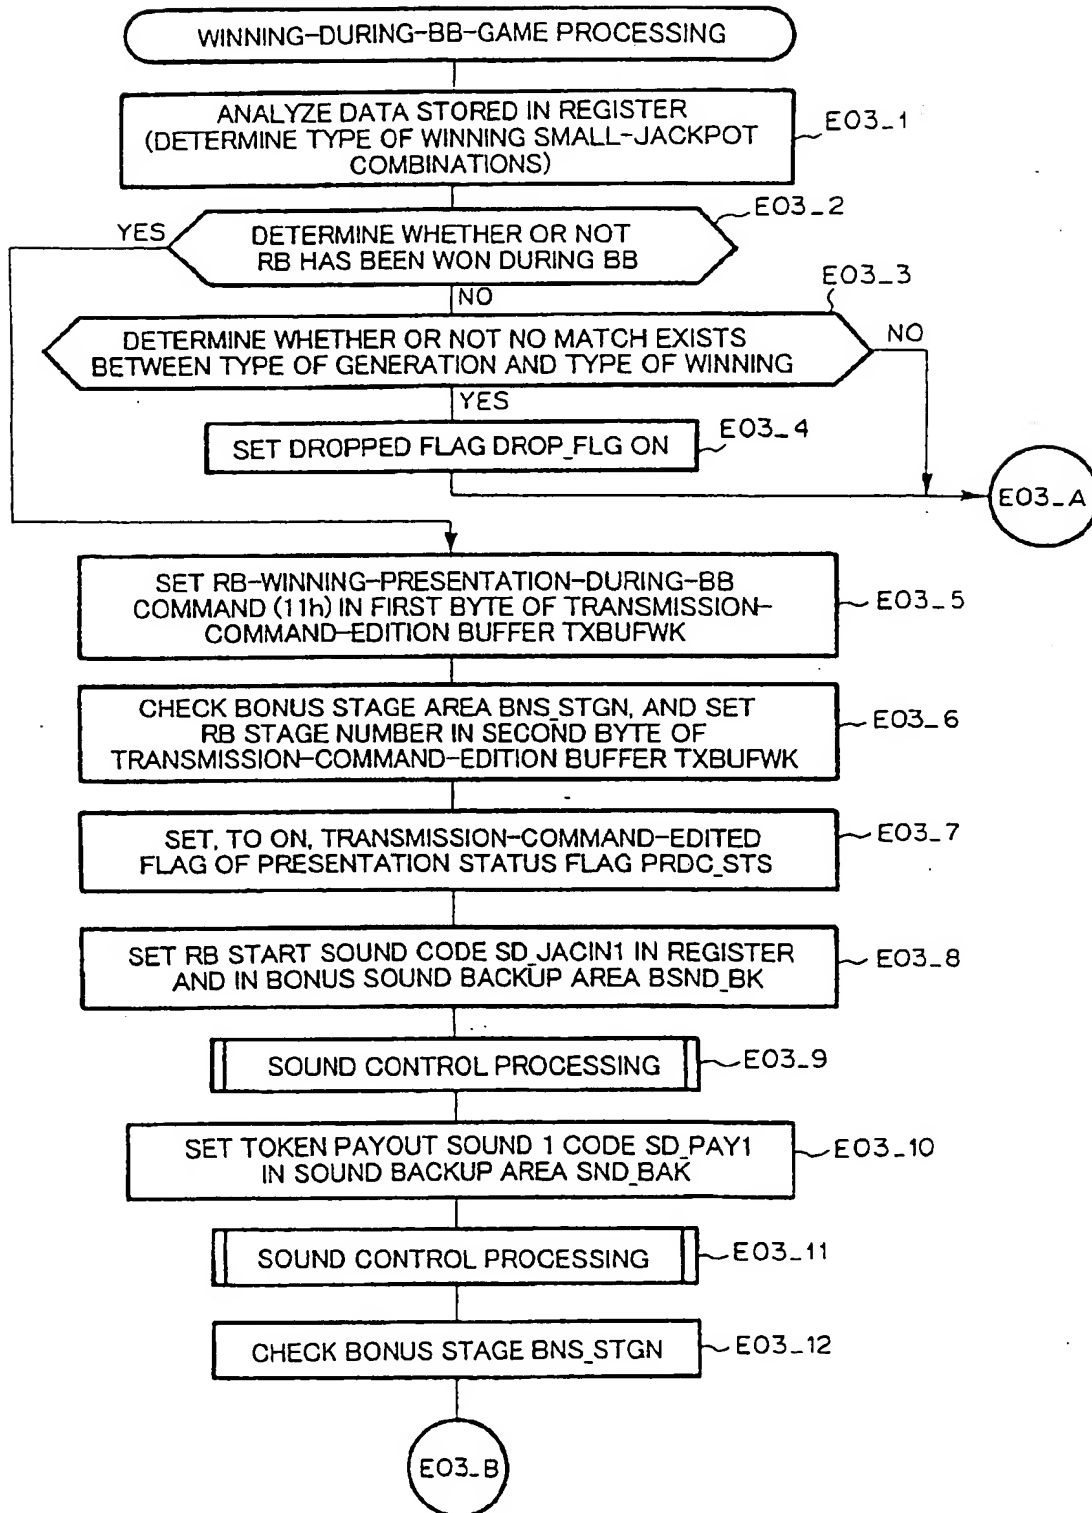 WINNING-DURING-BB-GAME PROCESSING
ANALYZE DATA STORED IN REGISTER
(DETERMINE TYPE OF WINNING SMALL-JACKPOT
COMBINATIONS)
E03_1
E03_2
YES
DETERMINE WHETHER OR NOT
RB HAS BEEN WON DURING BB
NO
E03_3
DETERMINE WHETHER OR NOT NO MATCH EXISTS
BETWEEN TYPE OF GENERATION AND TYPE OF WINNING
NO
YES
SET DROPPED FLAG DROP_FLG ON
E03_4
E03_A
SET RB-WINNING-PRESENTATION-DURING-BB
COMMAND (11h) IN FIRST BYTE OF TRANSMISSION-
COMMAND-EDITION BUFFER TXBUFWK
E03_5
CHECK BONUS STAGE AREA BNS_STGN, AND SET
RB STAGE NUMBER IN SECOND BYTE OF
TRANSMISSION-COMMAND-EDITION BUFFER TXBUFWK
E03_6
SET, TO ON, TRANSMISSION-COMMAND-EDITED
FLAG OF PRESENTATION STATUS FLAG PRDC_STS
E03_7
SET RB START SOUND CODE SD_JACIN1 IN REGISTER
AND IN BONUS SOUND BACKUP AREA BSND_BK
E03_8
SOUND CONTROL PROCESSING
E03_9
SET TOKEN PAYOUT SOUND 1 CODE SD_PAY1
IN SOUND BACKUP AREA SND_BAK
E03_10
SOUND CONTROL PROCESSING
E03_11
CHECK BONUS STAGE BNS_STGN
E03_12
E03_B